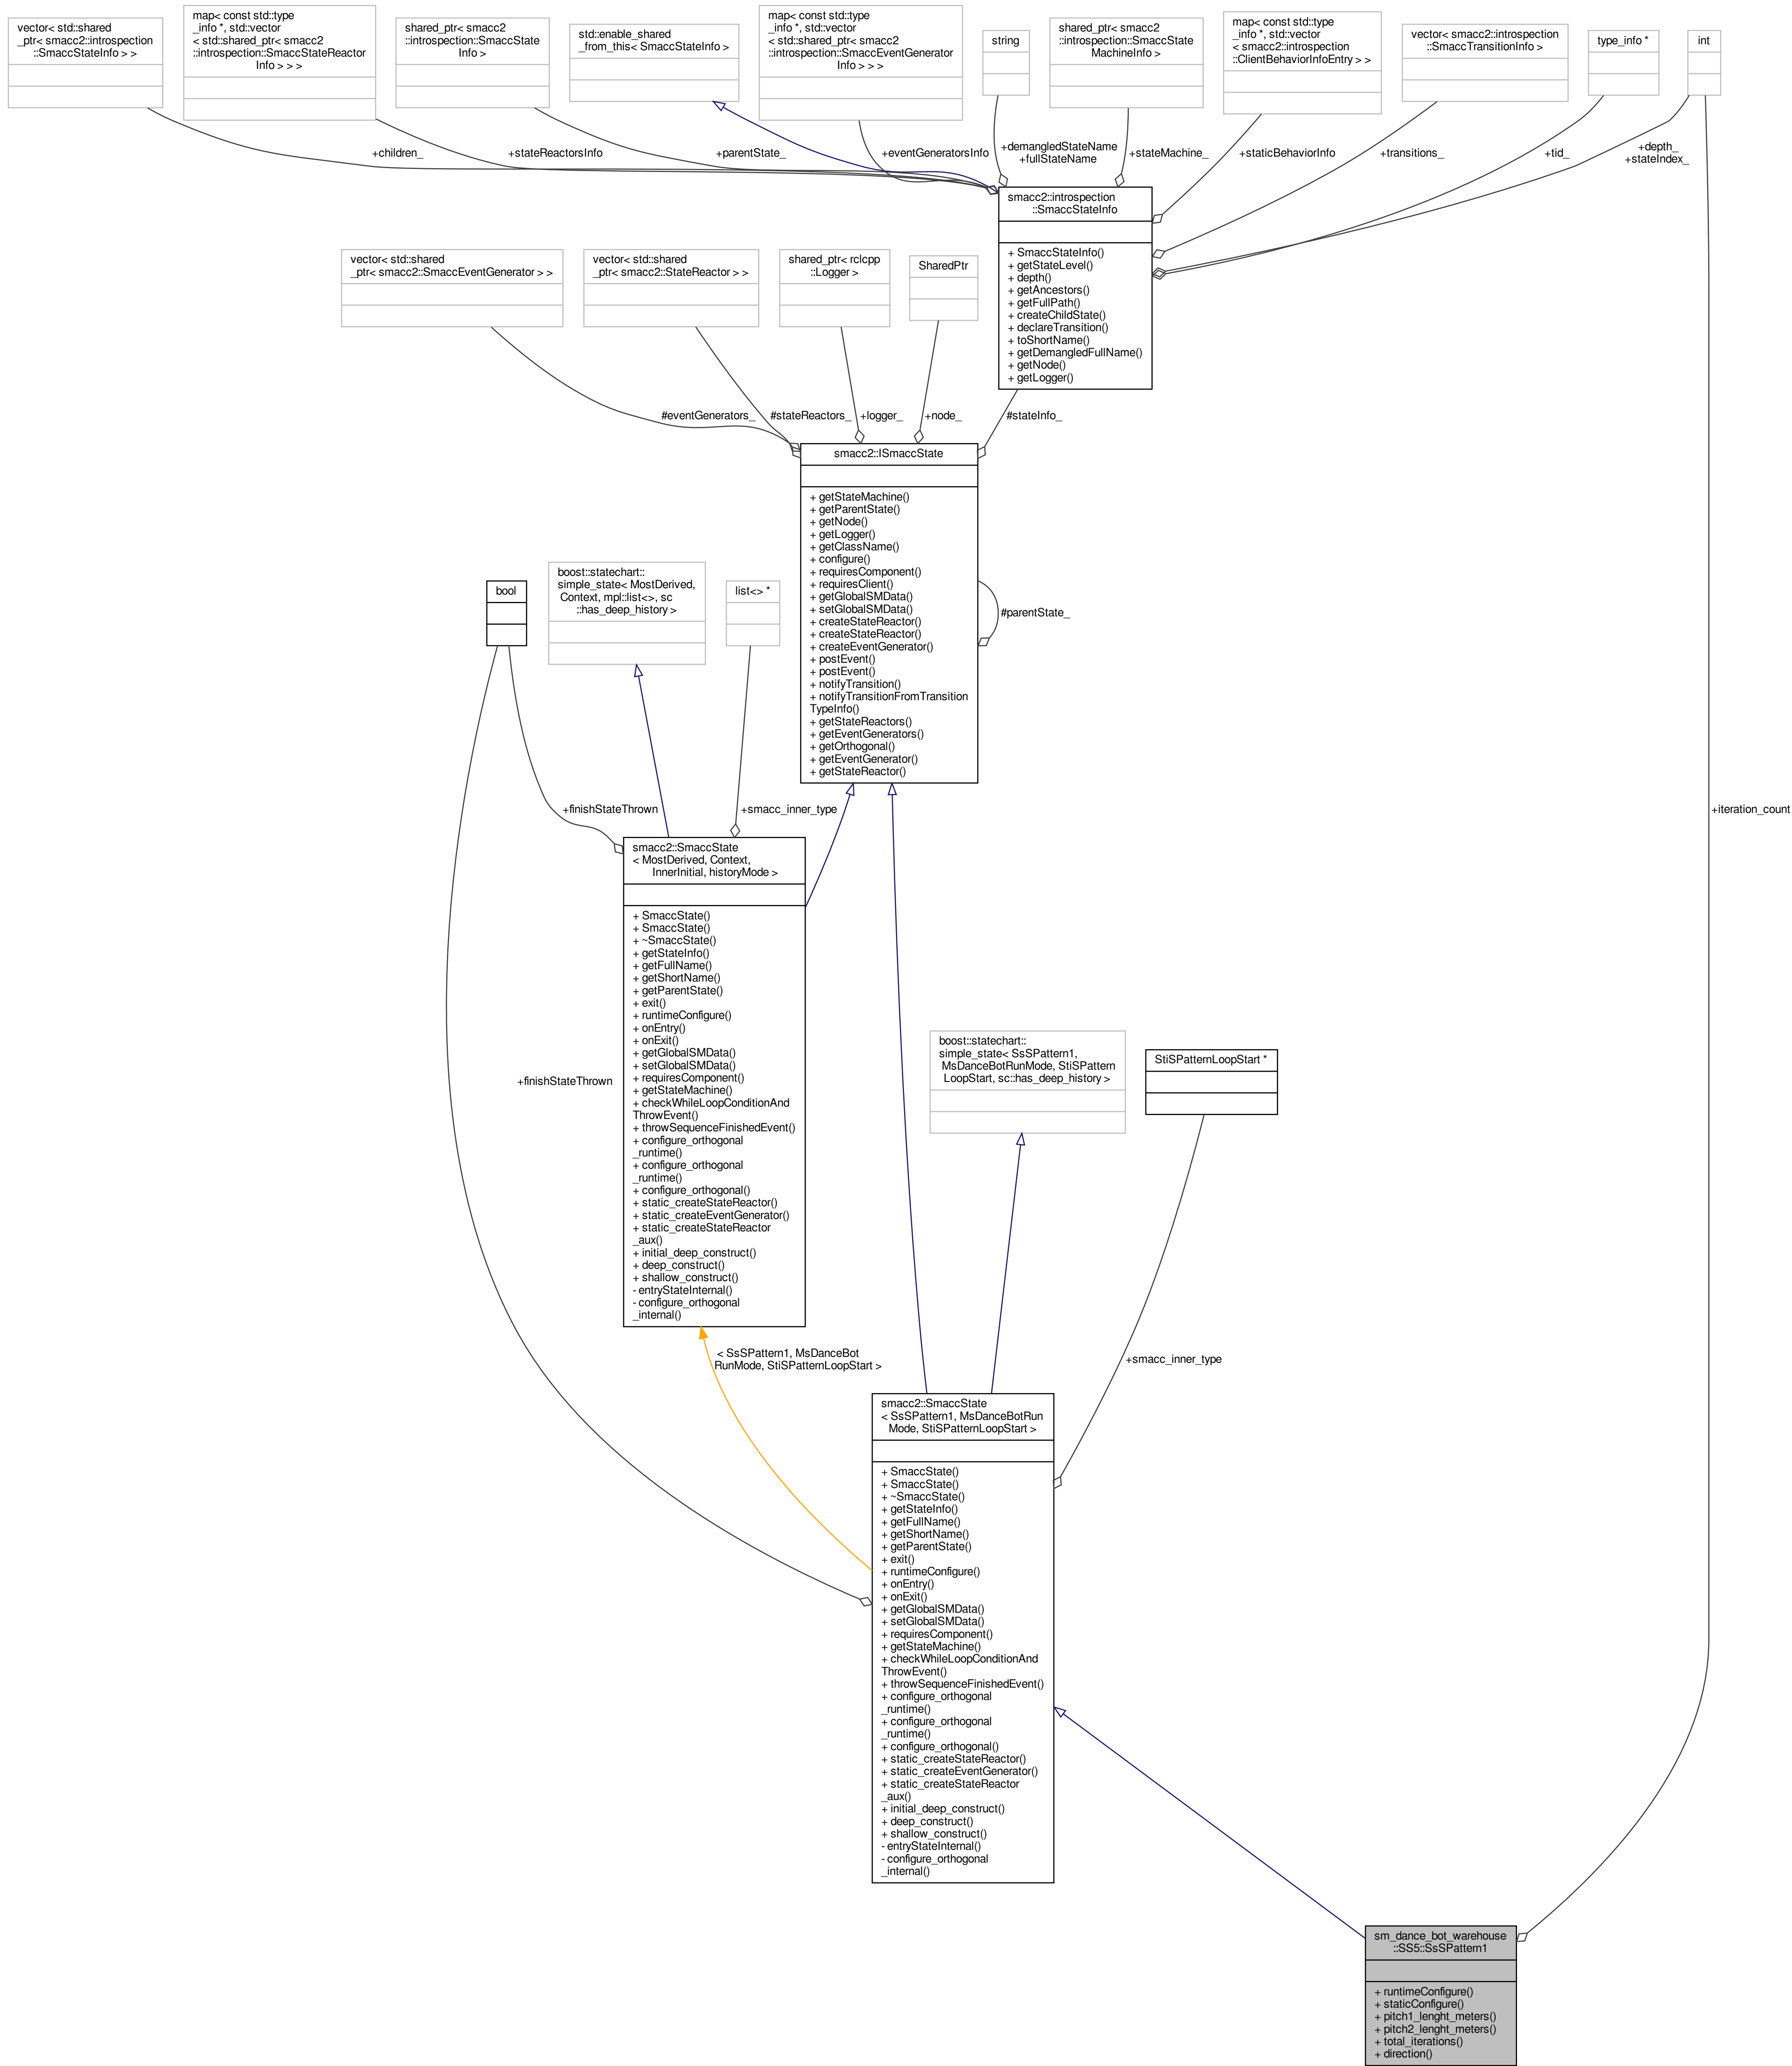 vector< std::shared
_ptr< smacc2::introspection
::SmaccStateInfo > >
map< const std::type
_info *, std::vector
< std::shared_ptr< smacc2
::introspection::SmaccStateReactor
Info > > >
shared_ptr< smacc2
::introspection::SmaccState
Info >
std::enable_shared
_from_this< SmaccStateInfo >
map< const std::type
_info *, std::vector
< std::shared_ptr< smacc2
::introspection::SmaccEventGenerator
Info > > >
string
shared_ptr< smacc2
::introspection::SmaccState
MachineInfo >
map< const std::type
_info *, std::vector
< smacc2::introspection
::ClientBehaviorInfoEntry > >
vector< smacc2::introspection
::SmaccTransitionInfo >
type_info *
int
+children_
+stateReactorsInfo
+parentState_
+eventGeneratorsInfo
+demangledStateName
+fullStateName
+stateMachine_
+staticBehaviorInfo
+transitions_
+tid_
+depth_
+stateIndex_
smacc2::introspection
::SmaccStateInfo
+ SmaccStateInfo()
+ getStateLevel()
+ depth()
+ getAncestors()
+ getFullPath()
+ createChildState()
+ declareTransition()
+ toShortName()
+ getDemangledFullName()
+ getNode()
+ getLogger()
vector< std::shared
_ptr< smacc2::SmaccEventGenerator > >
vector< std::shared
_ptr< smacc2::StateReactor > >
shared_ptr< rclcpp
::Logger >
SharedPtr
#eventGenerators_
#stateReactors_
+logger_
+node_
#stateInfo_
smacc2::ISmaccState
+ getStateMachine()
+ getParentState()
+ getNode()
+ getLogger()
+ getClassName()
+ configure()
+ requiresComponent()
+ requiresClient()
+ getGlobalSMData()
+ setGlobalSMData()
+ createStateReactor()
+ createStateReactor()
+ createEventGenerator()
+ postEvent()
+ postEvent()
+ notifyTransition()
+ notifyTransitionFromTransition
TypeInfo()
+ getStateReactors()
+ getEventGenerators()
+ getOrthogonal()
+ getEventGenerator()
+ getStateReactor()
#parentState_
bool
boost::statechart::
simple_state< MostDerived,
Context, mpl::list<>, sc
::has_deep_history >
list<> *
+finishStateThrown
+smacc_inner_type
+iteration_count
smacc2::SmaccState
< MostDerived, Context,
InnerInitial, historyMode >
+ SmaccState()
+ SmaccState()
+ ~SmaccState()
+ getStateInfo()
+ getFullName()
+ getShortName()
+ getParentState()
+ exit()
+ runtimeConfigure()
+ onEntry()
+ onExit()
+ getGlobalSMData()
+ setGlobalSMData()
+ requiresComponent()
+ getStateMachine()
+ checkWhileLoopConditionAnd
ThrowEvent()
+ throwSequenceFinishedEvent()
+ configure_orthogonal
_runtime()
+ configure_orthogonal
_runtime()
+ configure_orthogonal()
+ static_createStateReactor()
+ static_createEventGenerator()
+ static_createStateReactor
_aux()
+ initial_deep_construct()
+ deep_construct()
+ shallow_construct()
- entryStateInternal()
- configure_orthogonal
_internal()
+finishStateThrown
boost::statechart::
simple_state< SsSPattern1,
MsDanceBotRunMode, StiSPattern
LoopStart, sc::has_deep_history >
StiSPatternLoopStart *
< SsSPattern1, MsDanceBot
RunMode, StiSPatternLoopStart >
+smacc_inner_type
smacc2::SmaccState
< SsSPattern1, MsDanceBotRun
Mode, StiSPatternLoopStart >
+ SmaccState()
+ SmaccState()
+ ~SmaccState()
+ getStateInfo()
+ getFullName()
+ getShortName()
+ getParentState()
+ exit()
+ runtimeConfigure()
+ onEntry()
+ onExit()
+ getGlobalSMData()
+ setGlobalSMData()
+ requiresComponent()
+ getStateMachine()
+ checkWhileLoopConditionAnd
ThrowEvent()
+ throwSequenceFinishedEvent()
+ configure_orthogonal
_runtime()
+ configure_orthogonal
_runtime()
+ configure_orthogonal()
+ static_createStateReactor()
+ static_createEventGenerator()
+ static_createStateReactor
_aux()
+ initial_deep_construct()
+ deep_construct()
+ shallow_construct()
- entryStateInternal()
- configure_orthogonal
_internal()
sm_dance_bot_warehouse
::SS5::SsSPattern1
+ runtimeConfigure()
+ staticConfigure()
+ pitch1_lenght_meters()
+ pitch2_lenght_meters()
+ total_iterations()
+ direction()